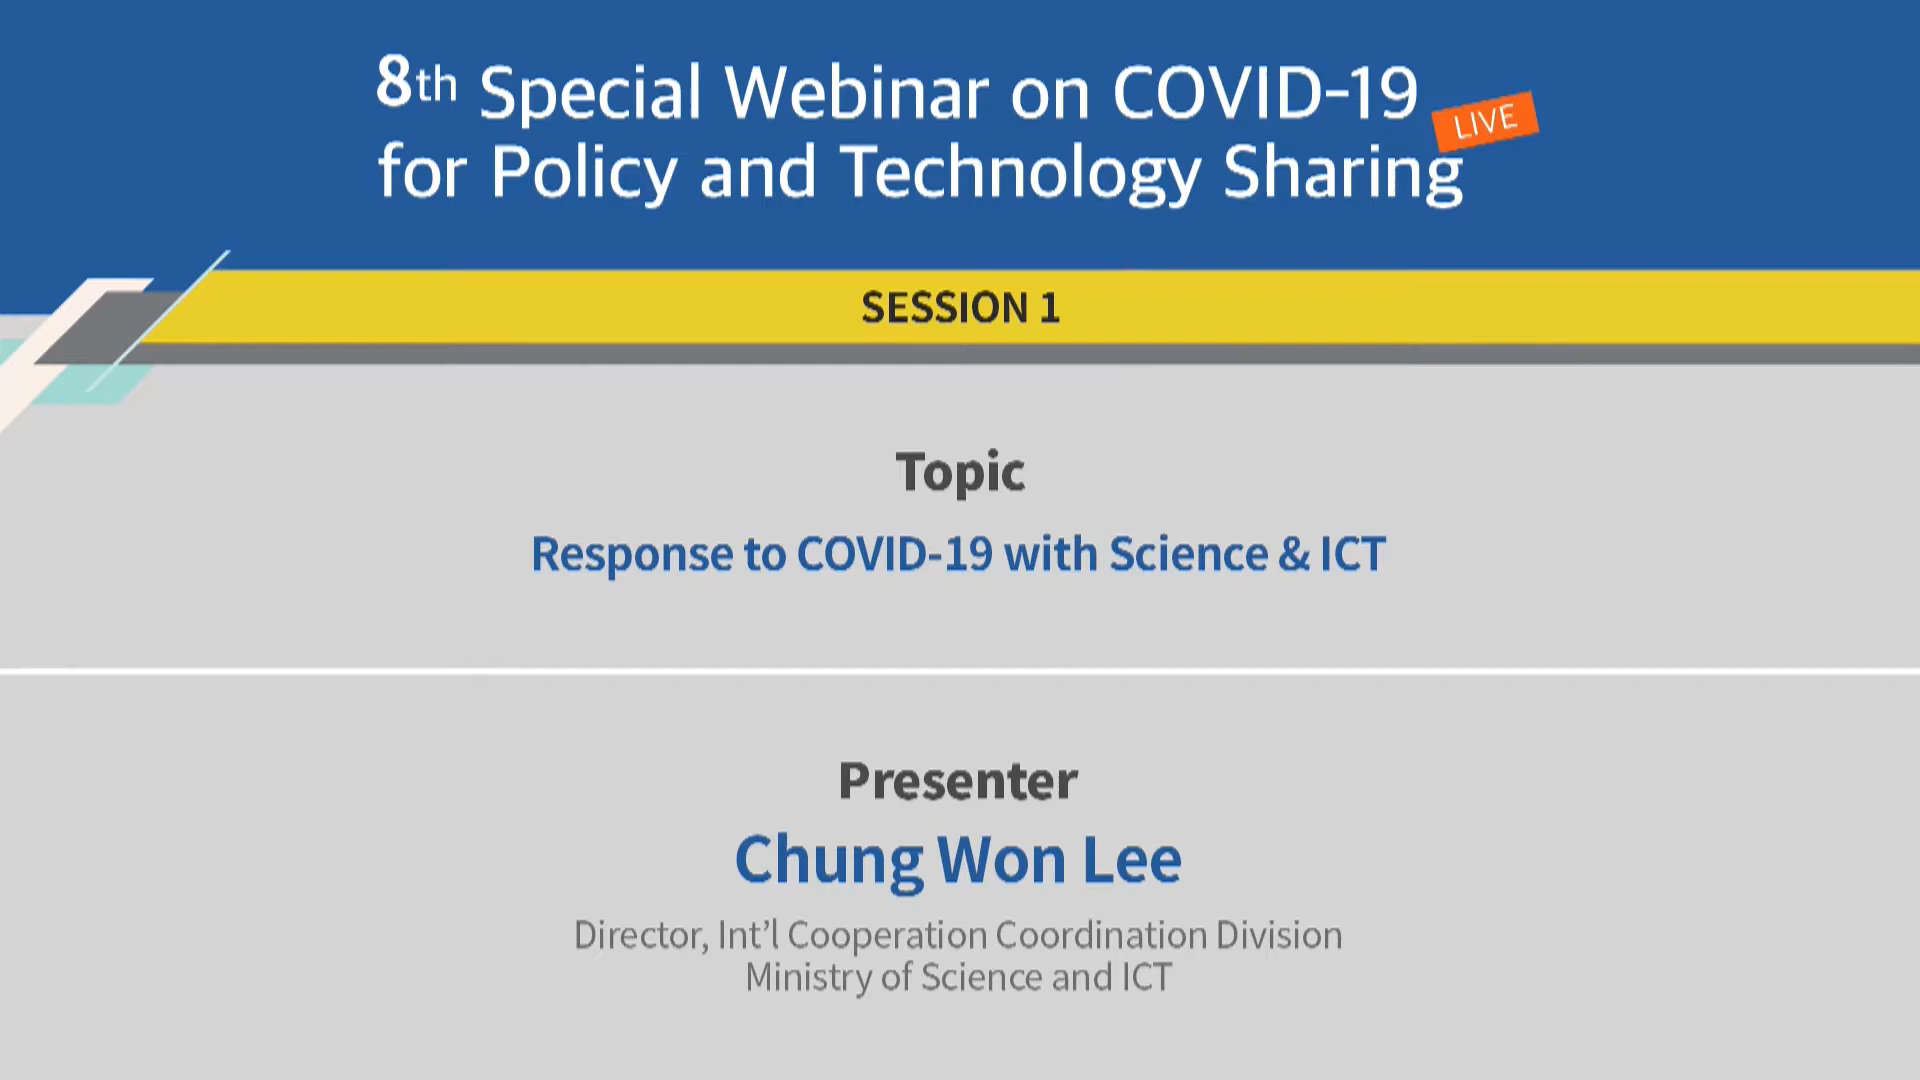 8th Special Webinar on COVID-19
LIVE
for Policy and Technology Sharing
SESSION 1
Topic
Response to COVID-19 with Science & ICT
Presenter
Chung Won Lee
Director, Int’l Cooperation Coordination Division
Ministry of Science and ICT